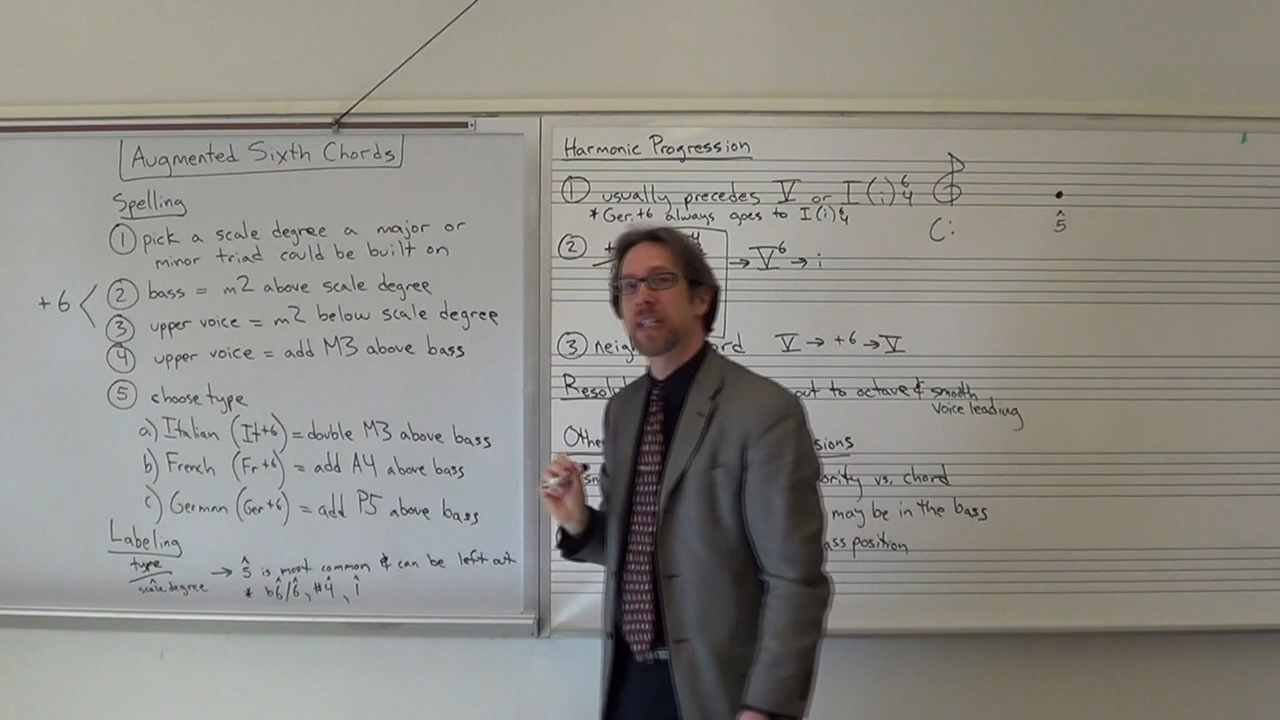 Augmented Sixth Chords
Spelling
① pick a scale degree a major or
minor triad could be built on
+6 < ② bass = m2 above scale degree
③ upper voice = m2 below scale degree
④ upper voice = add M3 above bass
⑤ choose type
a) Italian (It+6) = double M3 above bass
b) French (Fr+6) = add A4 above bass
c) German (Ger+6) = add P5 above bass
Labeling
type
scale degree
→ 5̂ is most common & can be left out
* b6̂/6̂, #4̂, 1̂
Harmonic Progression
① usually precedes V or I(i)6/4
* Ger.+6 always goes to I(i)6/4
② → V6 → i
③ V → +6 → V
out to octave & smooth
voice leading
vs. chord
may be in the bass
position
C:
5̂